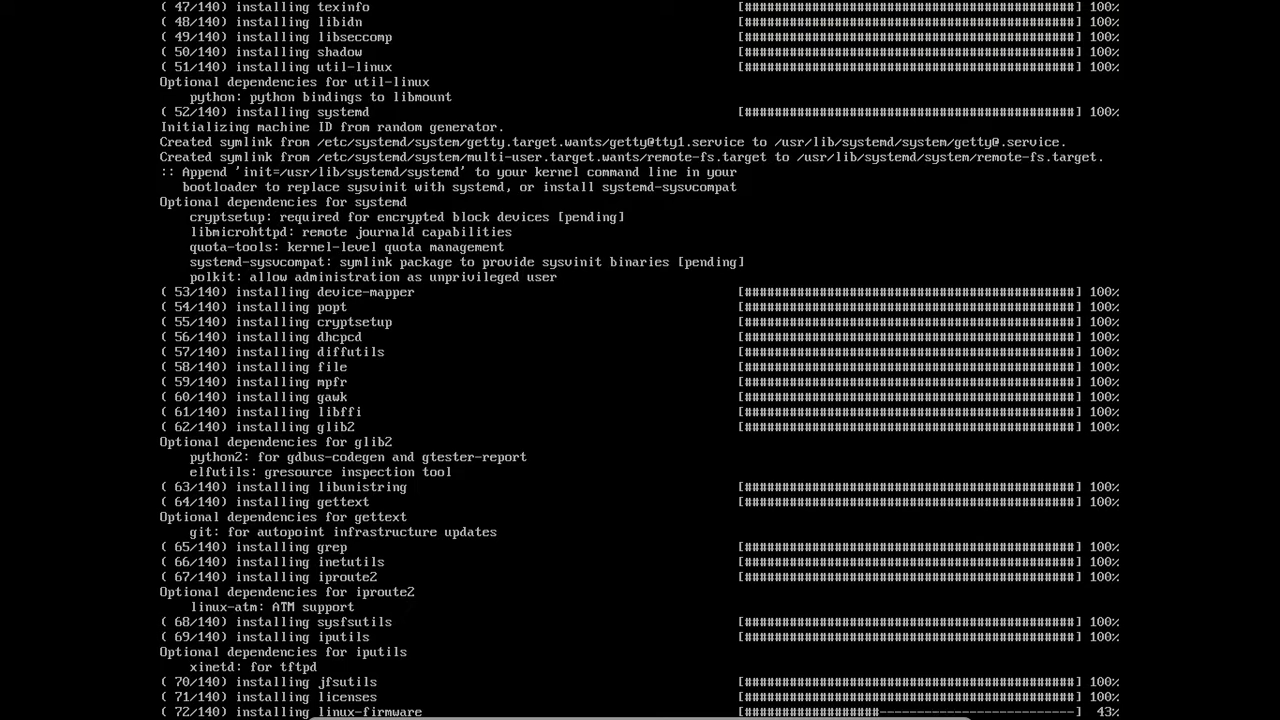 ( 47/140) installing texinfo [############################################] 100%
( 48/140) installing libidn [############################################] 100%
( 49/140) installing libseccomp [############################################] 100%
( 50/140) installing shadow [############################################] 100%
( 51/140) installing util-linux [############################################] 100%
Optional dependencies for util-linux
    python: python bindings to libmount
( 52/140) installing systemd [############################################] 100%
Initializing machine ID from random generator.
Created symlink from /etc/systemd/system/getty.target.wants/getty@tty1.service to /usr/lib/systemd/system/getty@.service.
Created symlink from /etc/systemd/system/multi-user.target.wants/remote-fs.target to /usr/lib/systemd/system/remote-fs.target.
:: Append 'init=/usr/lib/systemd/systemd' to your kernel command line in your
   bootloader to replace sysvinit with systemd, or install systemd-sysvcompat
Optional dependencies for systemd
    cryptsetup: required for encrypted block devices [pending]
    libmicrohttpd: remote journald capabilities
    quota-tools: kernel-level quota management
    systemd-sysvcompat: symlink package to provide sysvinit binaries [pending]
    polkit: allow administration as unprivileged user
( 53/140) installing device-mapper [############################################] 100%
( 54/140) installing popt [############################################] 100%
( 55/140) installing cryptsetup [############################################] 100%
( 56/140) installing dhcpcd [############################################] 100%
( 57/140) installing diffutils [############################################] 100%
( 58/140) installing file [############################################] 100%
( 59/140) installing mpfr [############################################] 100%
( 60/140) installing gawk [############################################] 100%
( 61/140) installing libffi [############################################] 100%
( 62/140) installing glib2 [############################################] 100%
Optional dependencies for glib2
    python2: for gdbus-codegen and gtester-report
    elfutils: gresource inspection tool
( 63/140) installing libunistring [############################################] 100%
( 64/140) installing gettext [############################################] 100%
Optional dependencies for gettext
    git: for autopoint infrastructure updates
( 65/140) installing grep [############################################] 100%
( 66/140) installing inetutils [############################################] 100%
( 67/140) installing iproute2 [############################################] 100%
Optional dependencies for iproute2
    linux-atm: ATM support
( 68/140) installing sysfsutils [############################################] 100%
( 69/140) installing iputils [############################################] 100%
Optional dependencies for iputils
    xinetd: for tftpd
( 70/140) installing jfsutils [############################################] 100%
( 71/140) installing licenses [############################################] 100%
( 72/140) installing linux-firmware [##################--------------------------] 43%